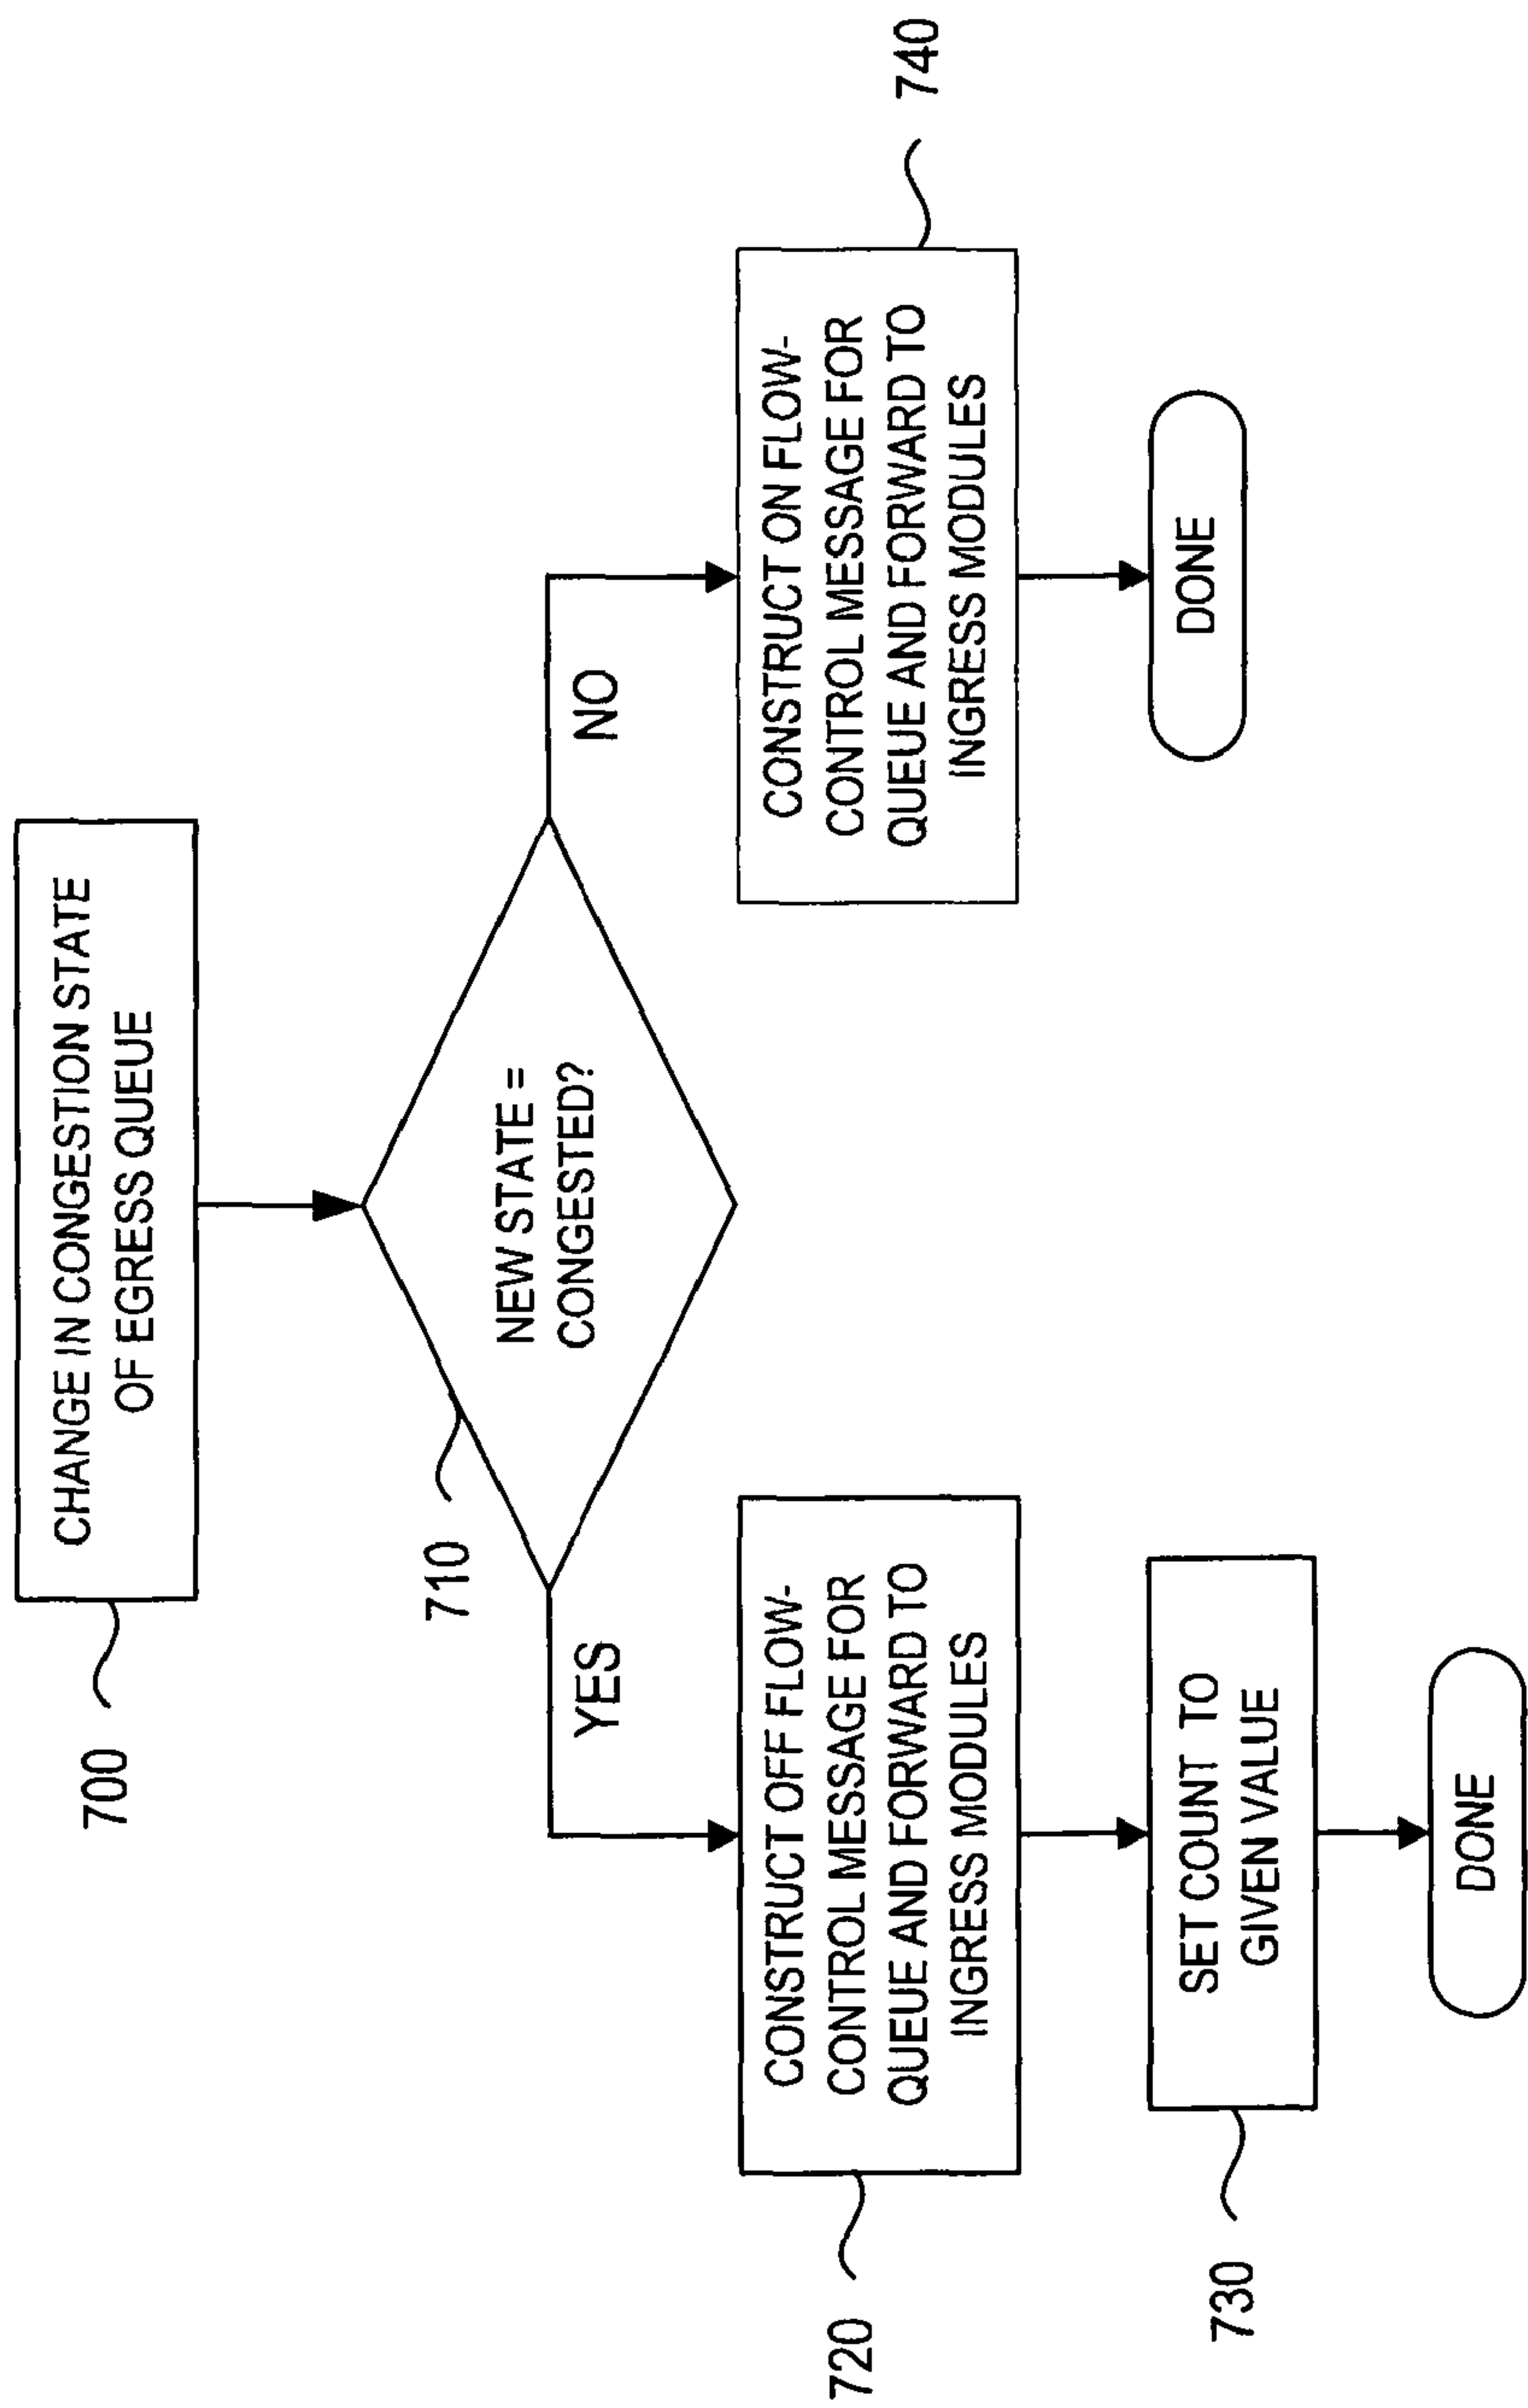 700
CHANGE IN CONGESTION STATE
OF EGRESS QUEUE
710
NEW STATE =
CONGESTED?
YES
NO
720
CONSTRUCT OFF FLOW-
CONTROL MESSAGE FOR
QUEUE AND FORWARD TO
INGRESS MODULES
CONSTRUCT ON FLOW-
CONTROL MESSAGE FOR
QUEUE AND FORWARD TO
INGRESS MODULES
740
730
SET COUNT TO
GIVEN VALUE
DONE
DONE